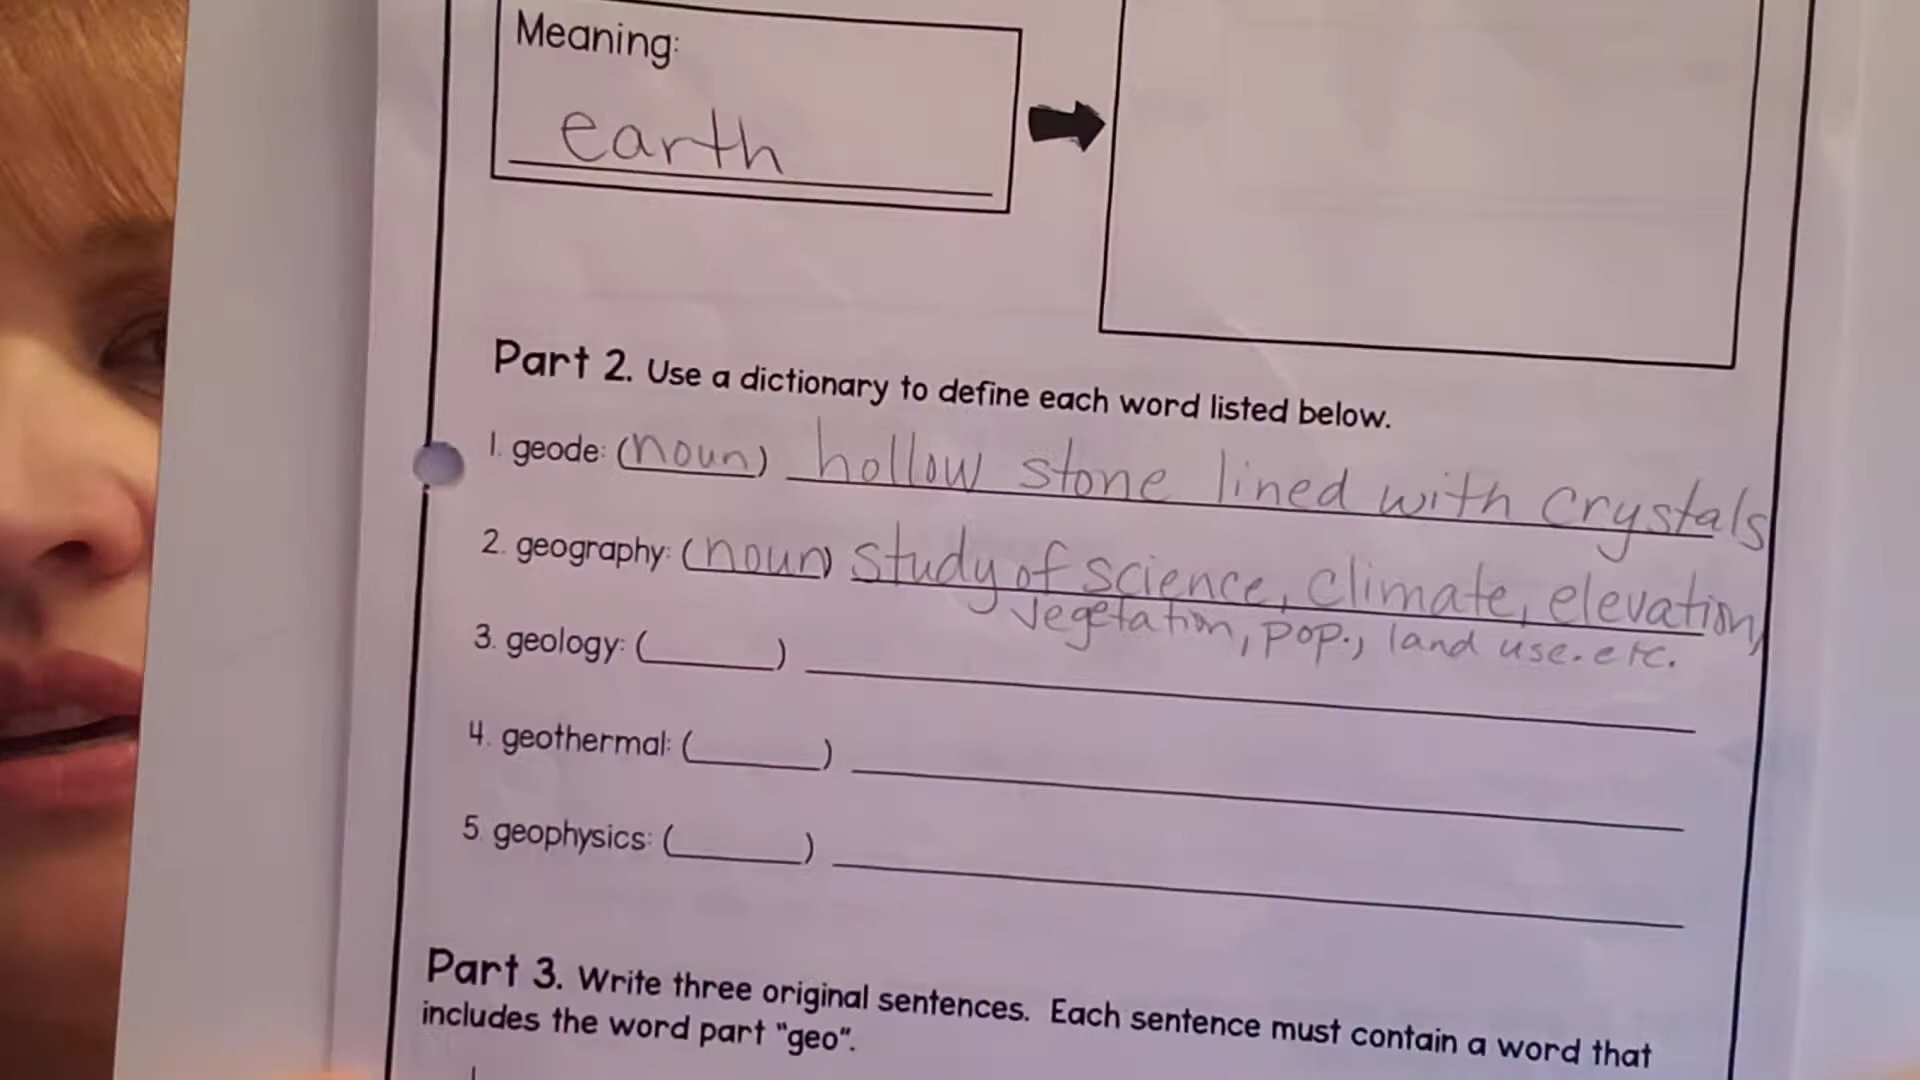 Meaning:
earth
Part 2. Use a dictionary to define each word listed below.
1. geode: (noun) hollow stone lined with crystals
2. geography: (noun) study of science, climate, elevation,
vegetation, pop., land use. etc.
3. geology: (______) ______
4. geothermal: (______) ______
5. geophysics: (______) ______
Part 3. Write three original sentences. Each sentence must contain a word that
includes the word part "geo".